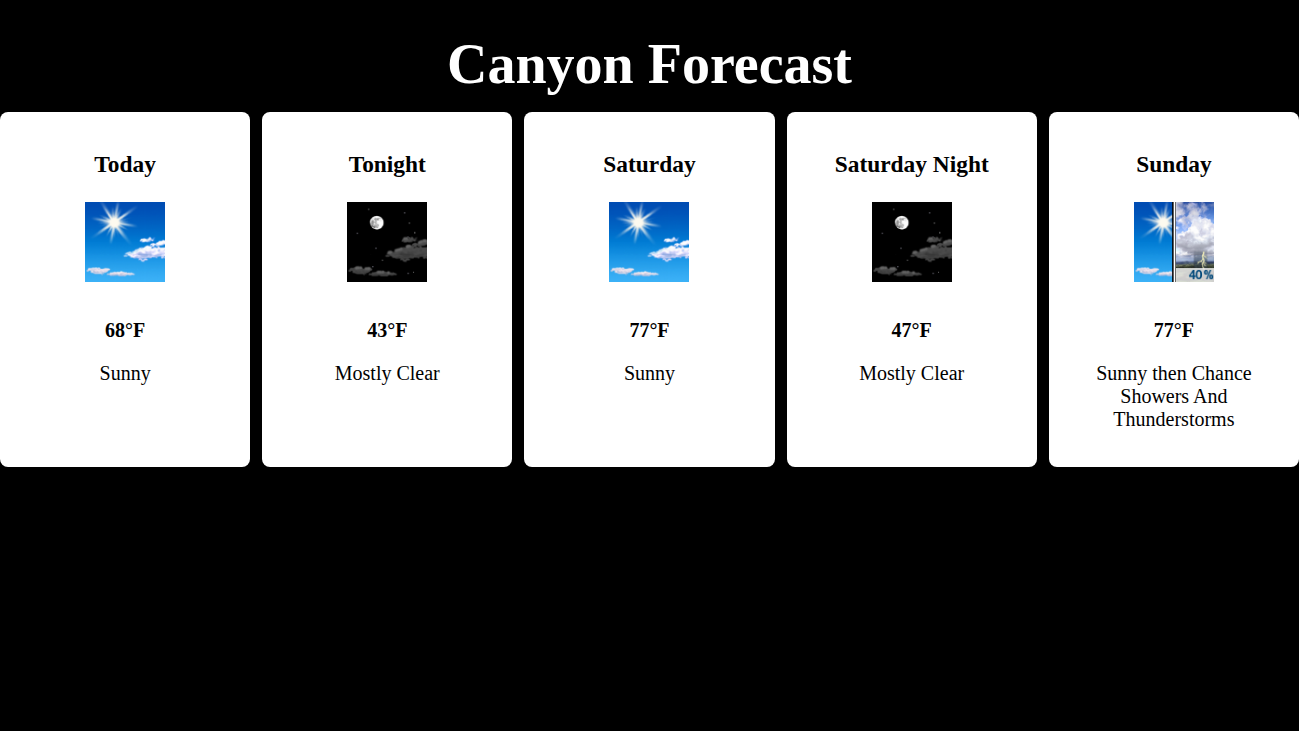 Canyon Forecast
Today
68°F
Sunny
Tonight
43°F
Mostly Clear
Saturday
77°F
Sunny
Saturday Night
47°F
Mostly Clear
Sunday
40%
77°F
Sunny then Chance
Showers And
Thunderstorms